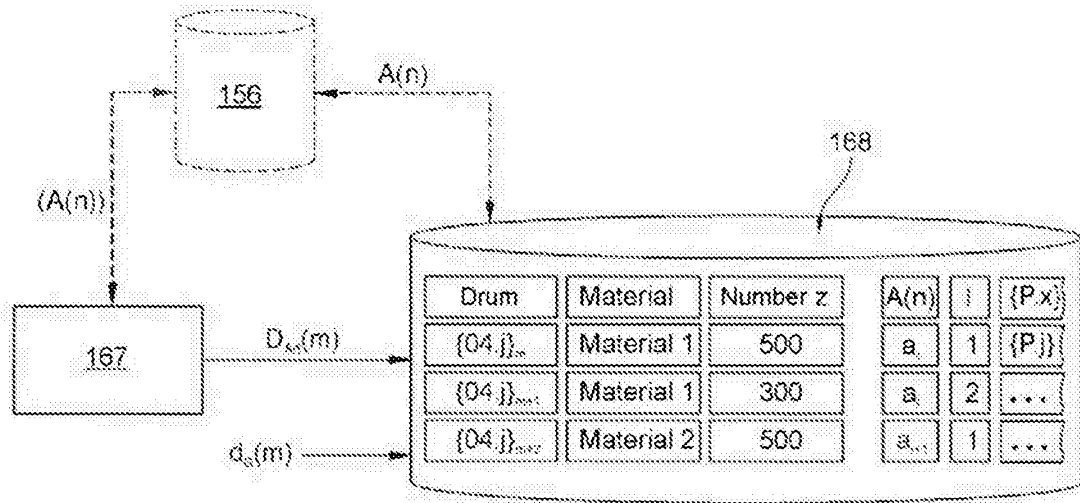 A(n)
156
168
(A(n))
Drum Material Number z A(n) {P.x}
167
{04.j} Material 1 500 1 {P.j}
{04.j} Material 1 300 2 ...
{04.j} Material 2 500 1 ...